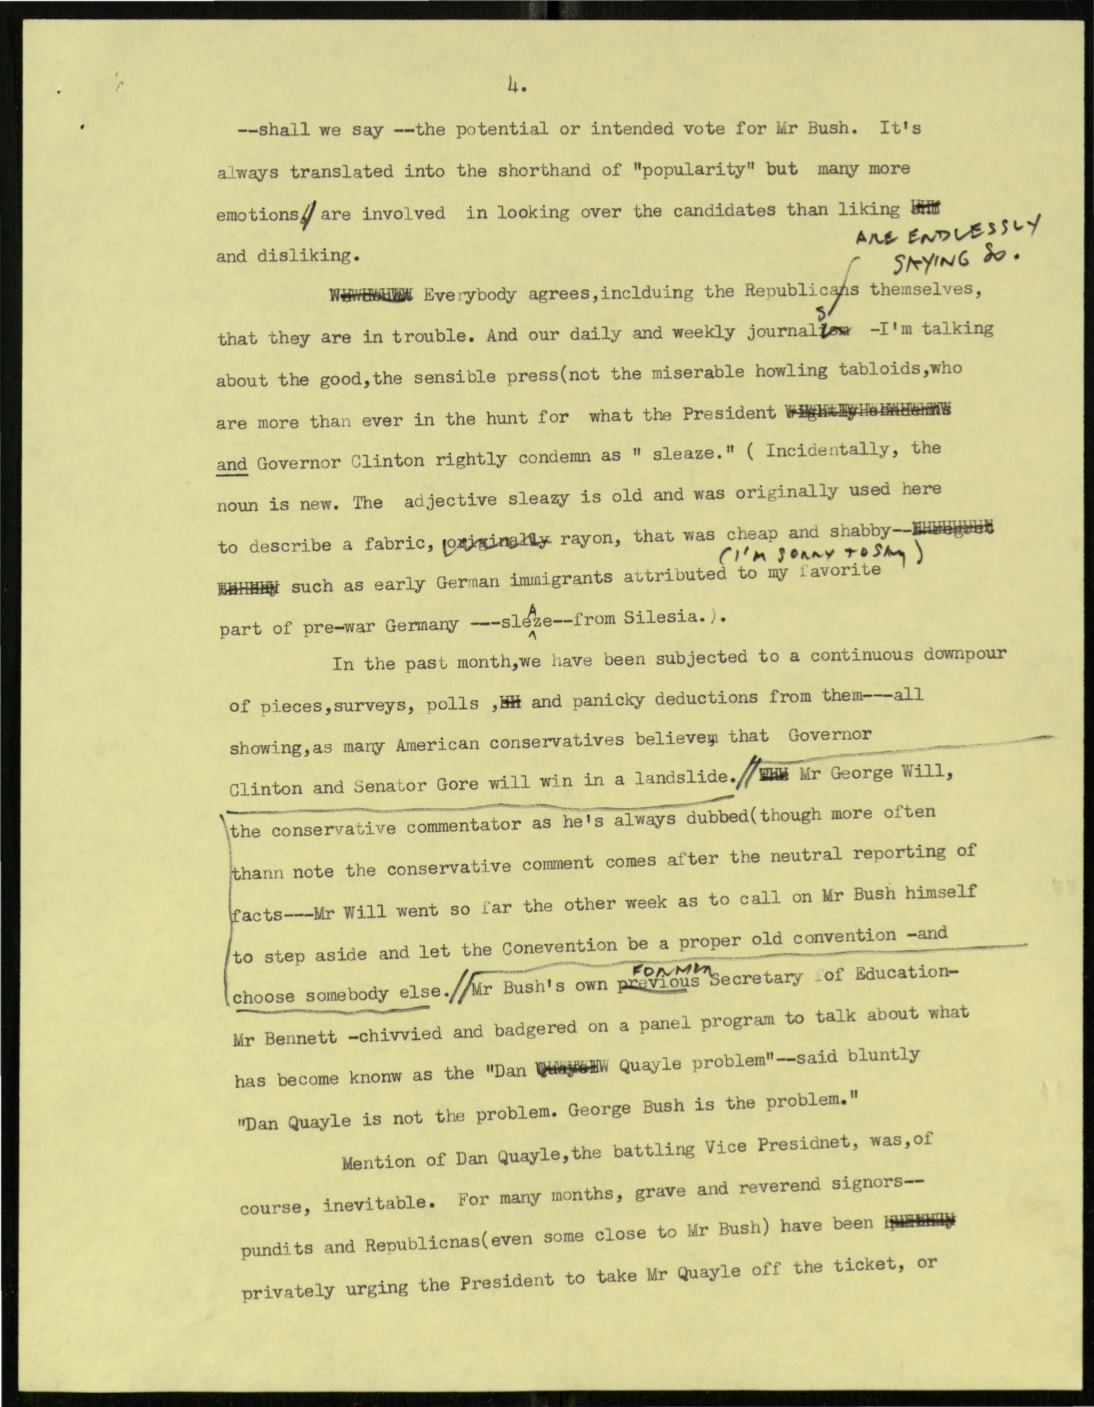 4.
--shall we say --the potential or intended vote for Mr Bush. It's
always translated into the shorthand of "popularity" but many more
emotions// are involved in looking over the candidates than liking
ARE ENDLESSLY
SAYING So.
and disliking.
Everybody agrees,inclduing the Republicans themselves,
that they are in trouble. And our daily and weekly journals -I'm talking
about the good,the sensible press(not the miserable howling tabloids,who
are more than ever in the hunt for what the President
and Governor Clinton rightly condemn as " sleaze." ( Incidentally, the
noun is new. The adjective sleazy is old and was originally used here
to describe a fabric, originally rayon, that was cheap and shabby--
(I'M SORRY TO SAY)
such as early German immigrants attributed to my favorite
part of pre-war Germany ---sleAze--from Silesia.).
In the past month,we have been subjected to a continuous downpour
of pieces,surveys, polls , and panicky deductions from them---all
showing,as many American conservatives believe, that Governor
Clinton and Senator Gore will win in a landslide.// Mr George Will,
the conservative commentator as he's always dubbed(though more often
thann note the conservative comment comes after the neutral reporting of
facts---Mr Will went so far the other week as to call on Mr Bush himself
to step aside and let the Conevention be a proper old convention -and
choose somebody else.//Mr Bush's own previous FORMER Secretary of Education-
Mr Bennett -chivvied and badgered on a panel program to talk about what
has become knonw as the "Dan Quayle problem"--said bluntly
"Dan Quayle is not the problem. George Bush is the problem."
Mention of Dan Quayle,the battling Vice Presidnet, was,of
course, inevitable. For many months, grave and reverend signors--
pundits and Republicnas(even some close to Mr Bush) have been
privately urging the President to take Mr Quayle off the ticket, or